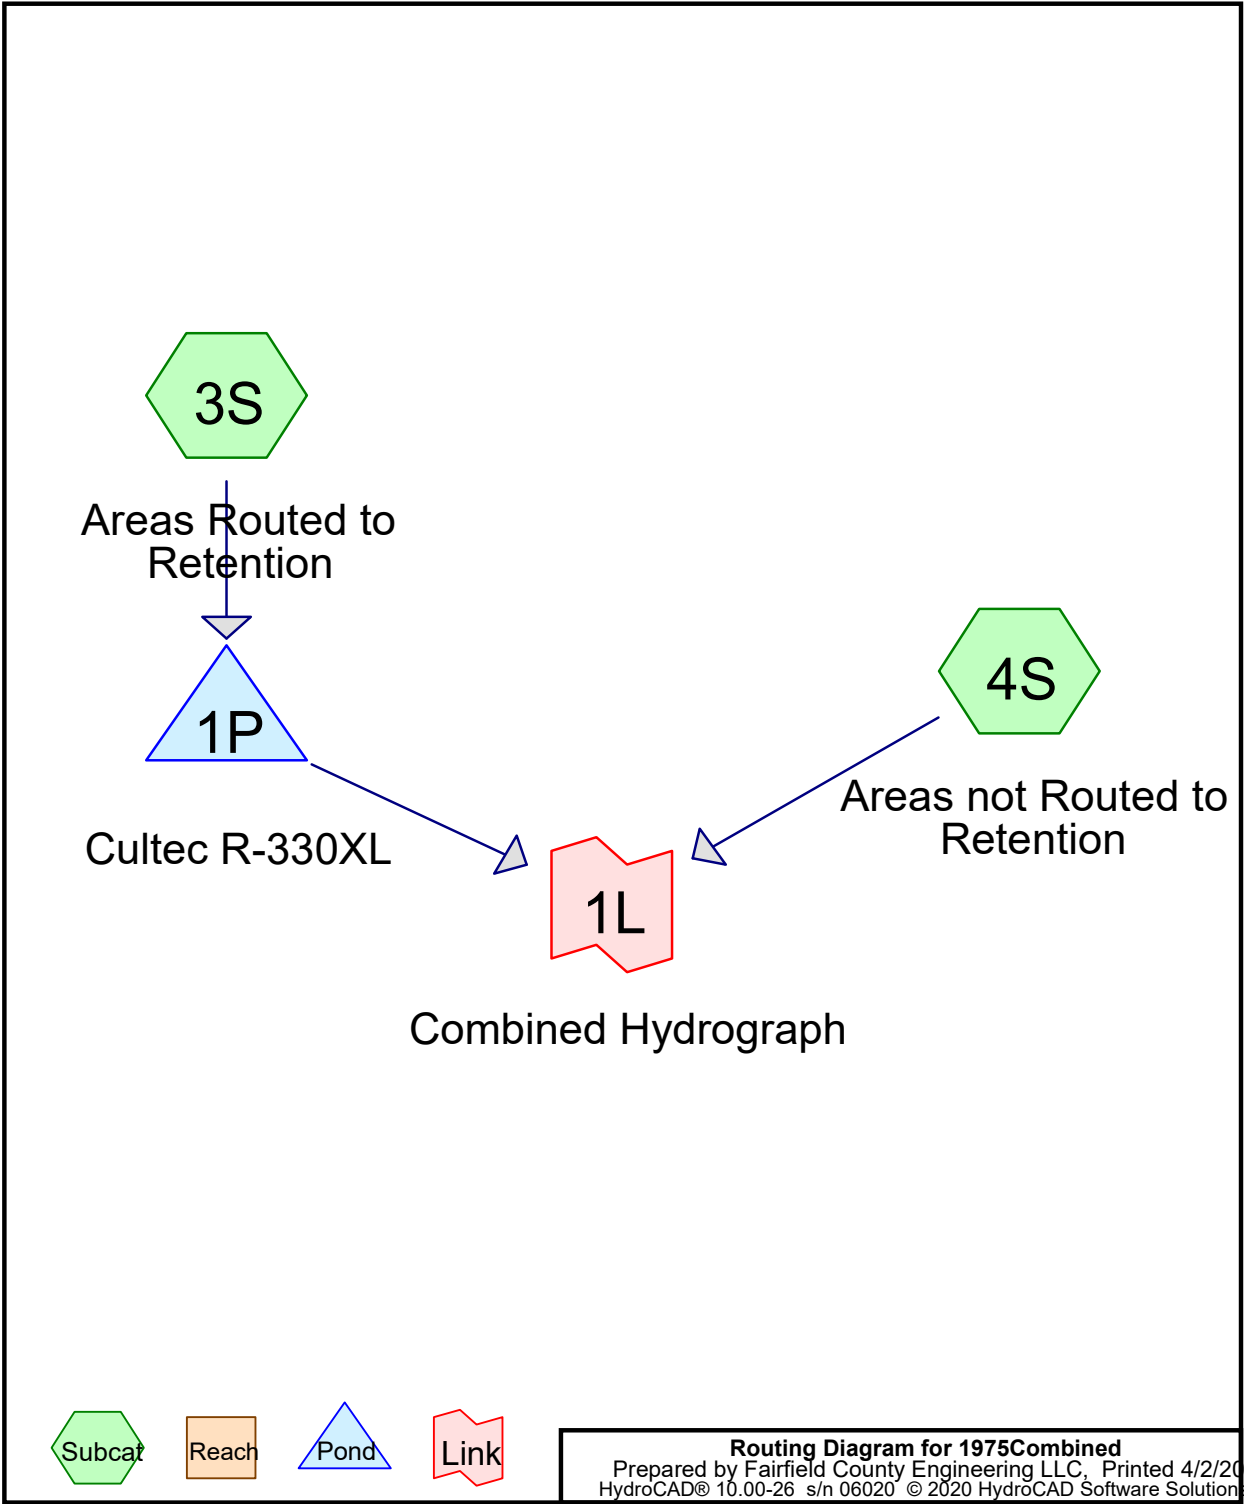 3S
Areas Routed to
Retention
1P
Cultec R-330XL
4S
Areas not Routed to
Retention
1L
Combined Hydrograph
Subcat
Reach
Pond
Link
Routing Diagram for 1975Combined
Prepared by Fairfield County Engineering LLC, Printed 4/2/20
HydroCAD® 10.00-26 s/n 06020 © 2020 HydroCAD Software Solution